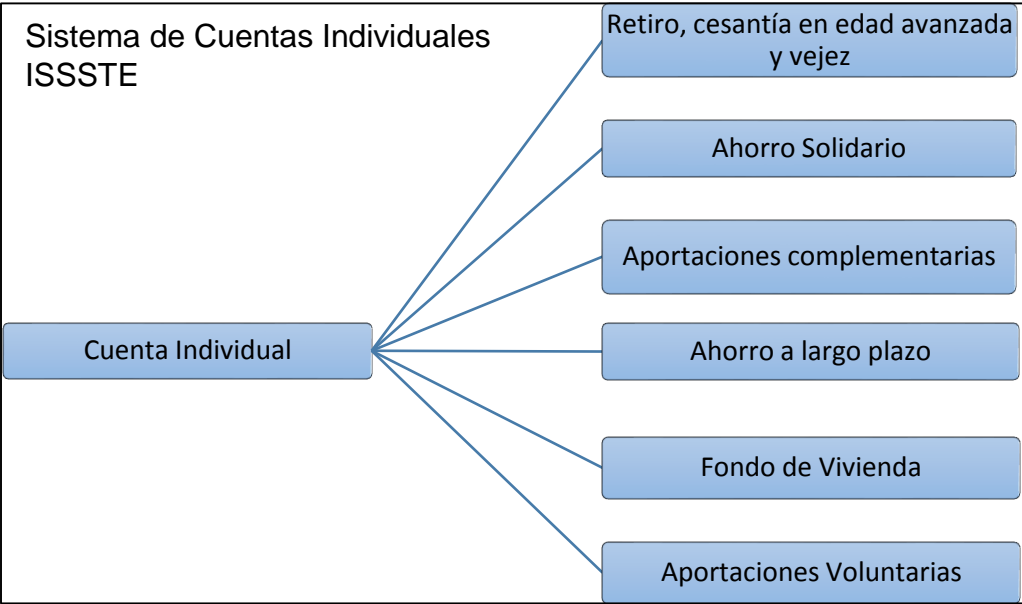 Sistema de Cuentas Individuales
ISSSTE
Retiro, cesantía en edad avanzada
y vejez
Ahorro Solidario
Aportaciones complementarias
Cuenta Individual
Ahorro a largo plazo
Fondo de Vivienda
Aportaciones Voluntarias